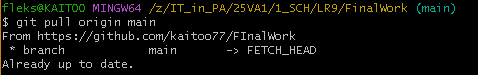 fleks@KAITOO MINGW64 /z/IT_in_PA/25VA1/1_SCH/LR9/FinalWork (main)
$ git pull origin main
From https://github.com/kaitoo77/FInalWork
 * branch            main       -> FETCH_HEAD
Already up to date.